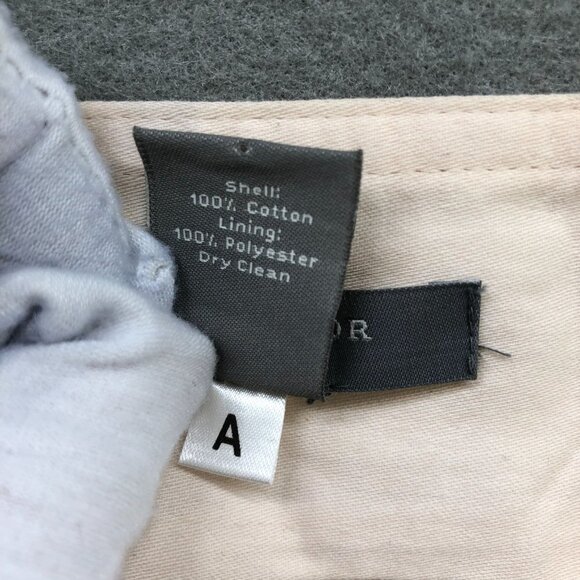 Shell:
100% Cotton
Lining:
100% Polyester
Dry Clean
OR
A